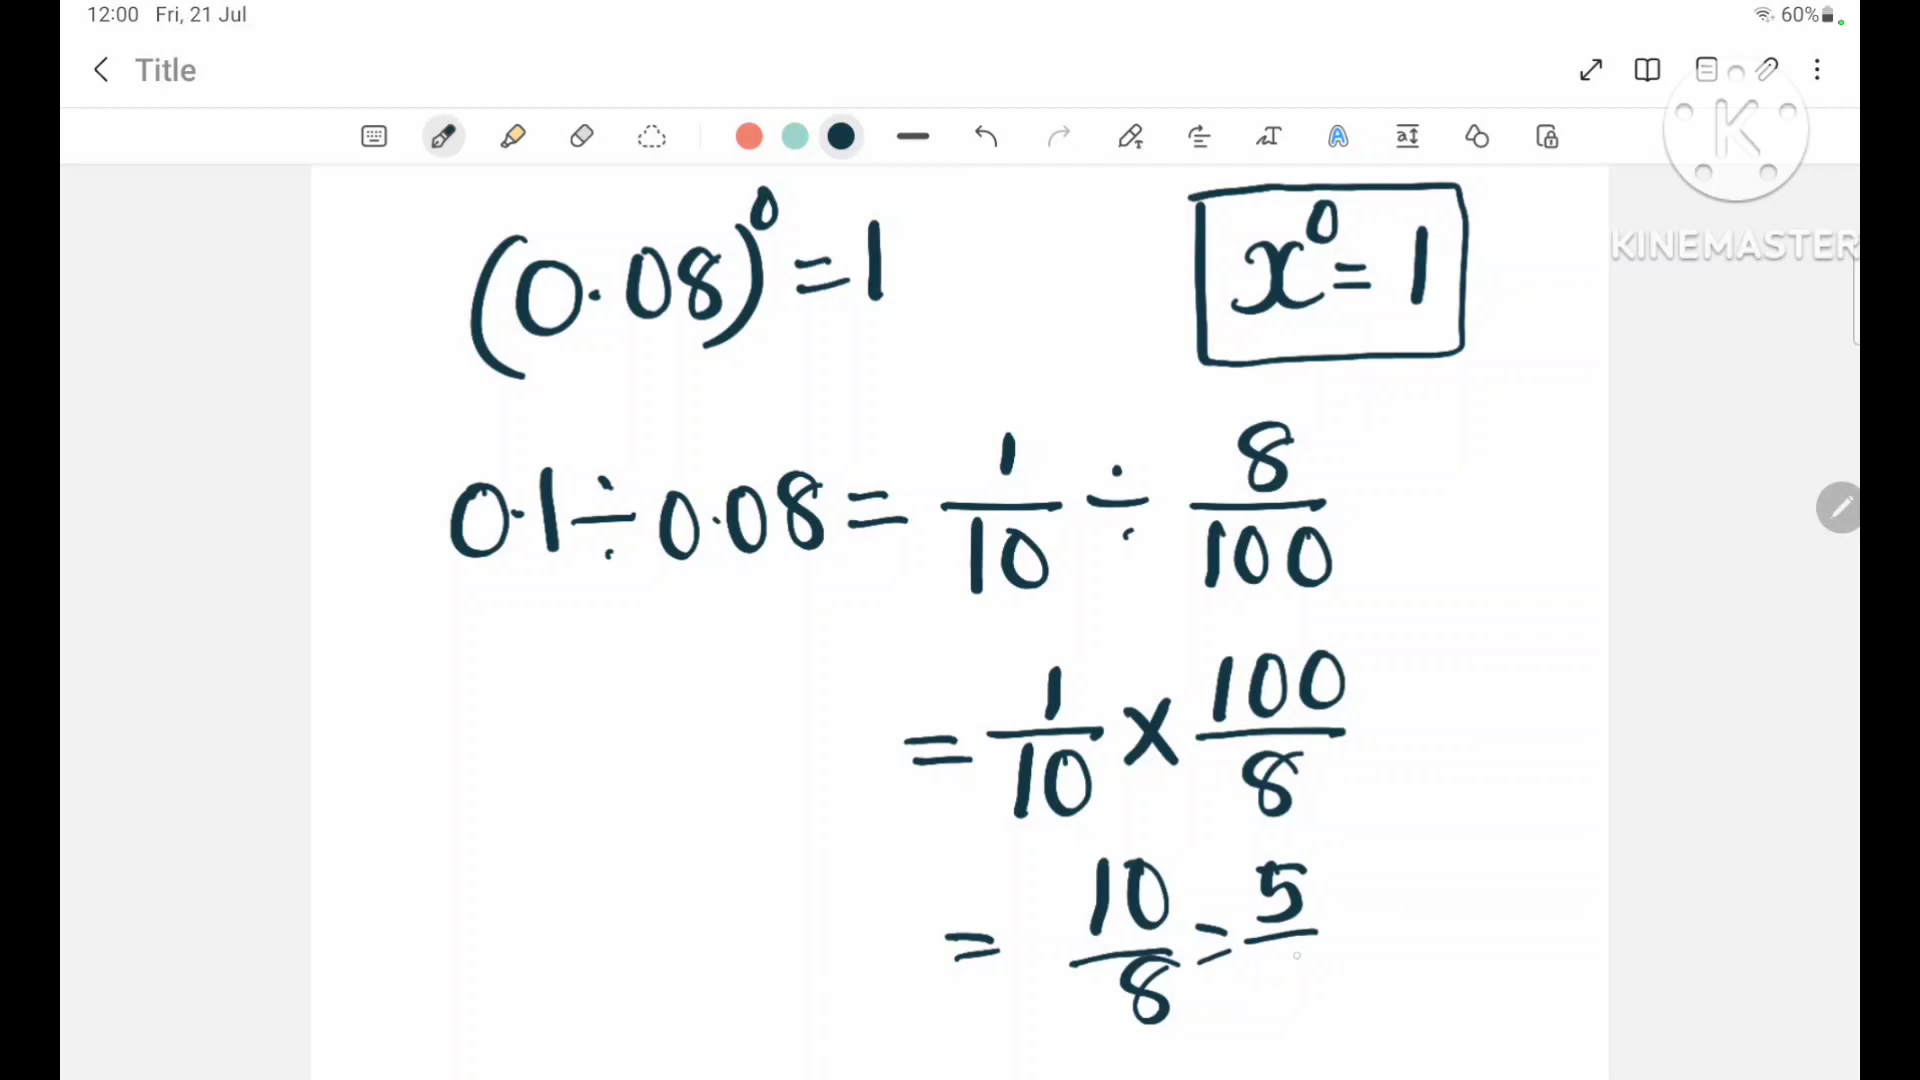 12:00 Fri, 21 Jul 60%
Title
K
KINEMASTER
(0.08)⁰ = 1
x⁰ = 1
0.1 ÷ 0.08 = 1/10 ÷ 8/100
= 1/10 × 100/8
= 10/8 = 5/